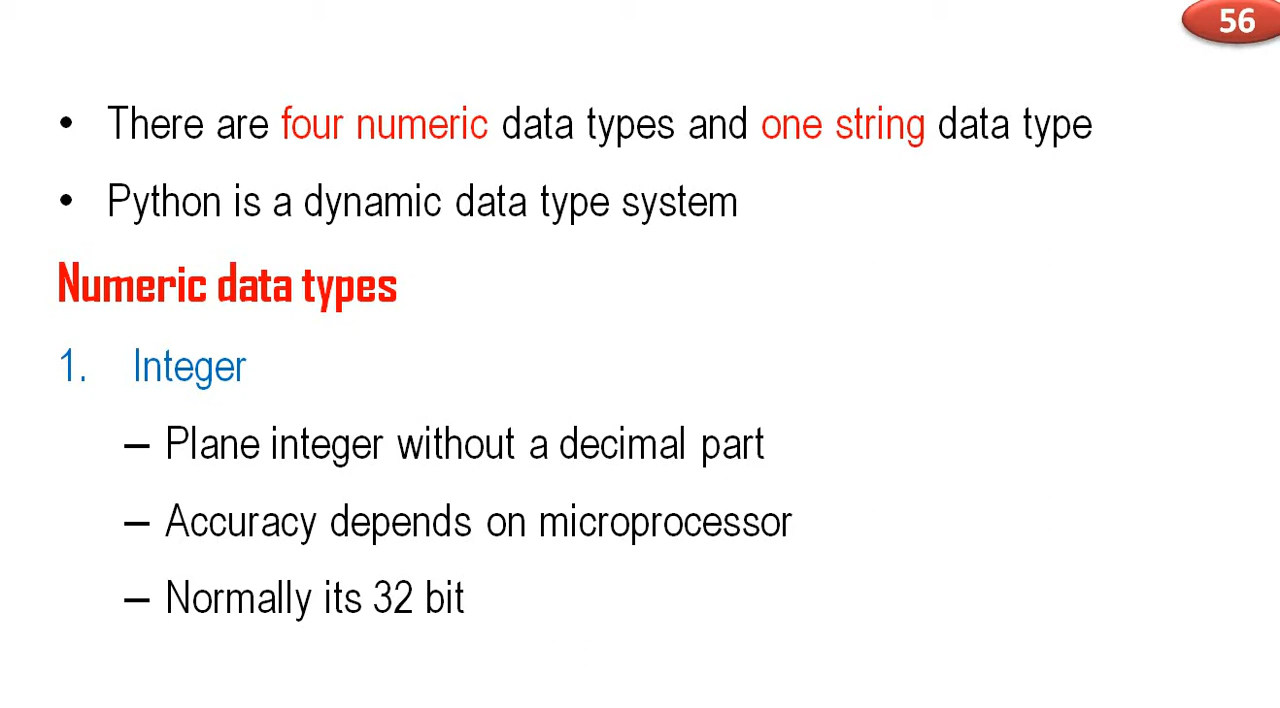 56
• There are four numeric data types and one string data type
• Python is a dynamic data type system
Numeric data types
1. Integer
– Plane integer without a decimal part
– Accuracy depends on microprocessor
– Normally its 32 bit